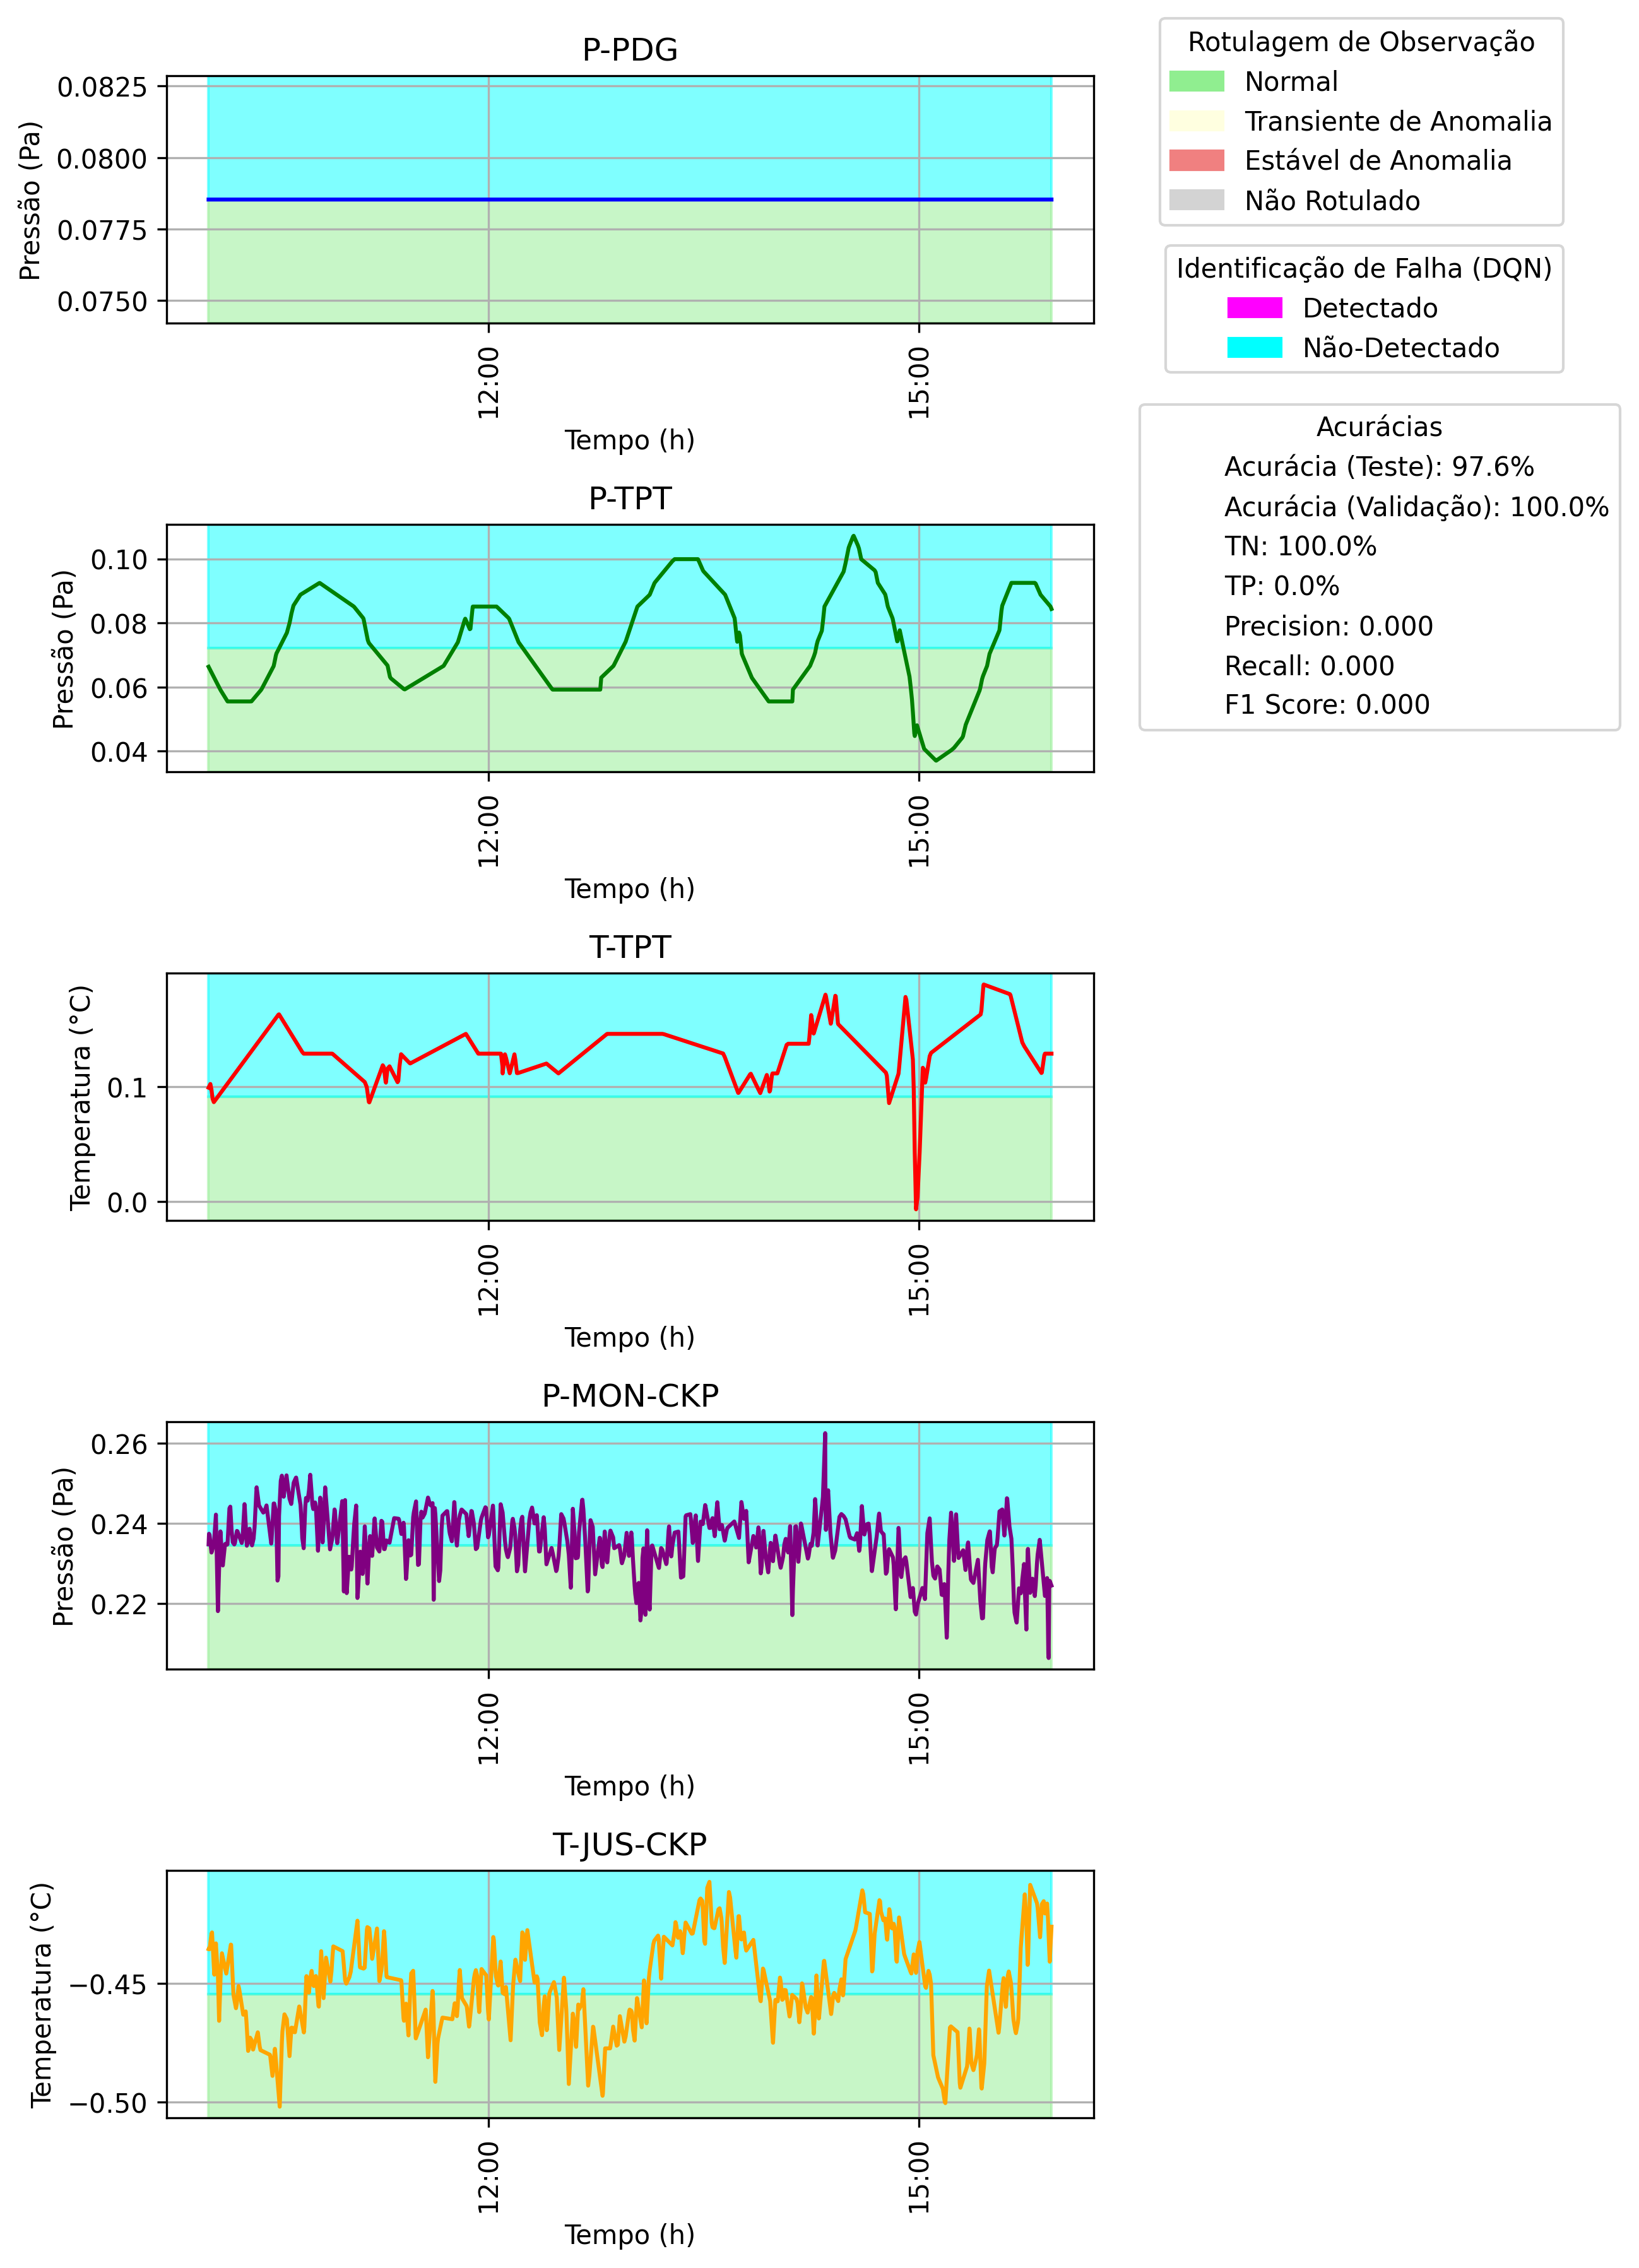 P-PDG
0.0825
0.0800
0.0775
0.0750
Pressão (Pa)
12:00
15:00
Tempo (h)
P-TPT
0.10
0.08
0.06
0.04
Pressão (Pa)
12:00
15:00
Tempo (h)
T-TPT
0.1
0.0
Temperatura (°C)
12:00
15:00
Tempo (h)
P-MON-CKP
0.26
0.24
0.22
Pressão (Pa)
12:00
15:00
Tempo (h)
T-JUS-CKP
−0.45
−0.50
Temperatura (°C)
12:00
15:00
Tempo (h)
Rotulagem de Observação
Normal
Transiente de Anomalia
Estável de Anomalia
Não Rotulado
Identificação de Falha (DQN)
Detectado
Não-Detectado
Acurácias
Acurácia (Teste): 97.6%
Acurácia (Validação): 100.0%
TN: 100.0%
TP: 0.0%
Precision: 0.000
Recall: 0.000
F1 Score: 0.000